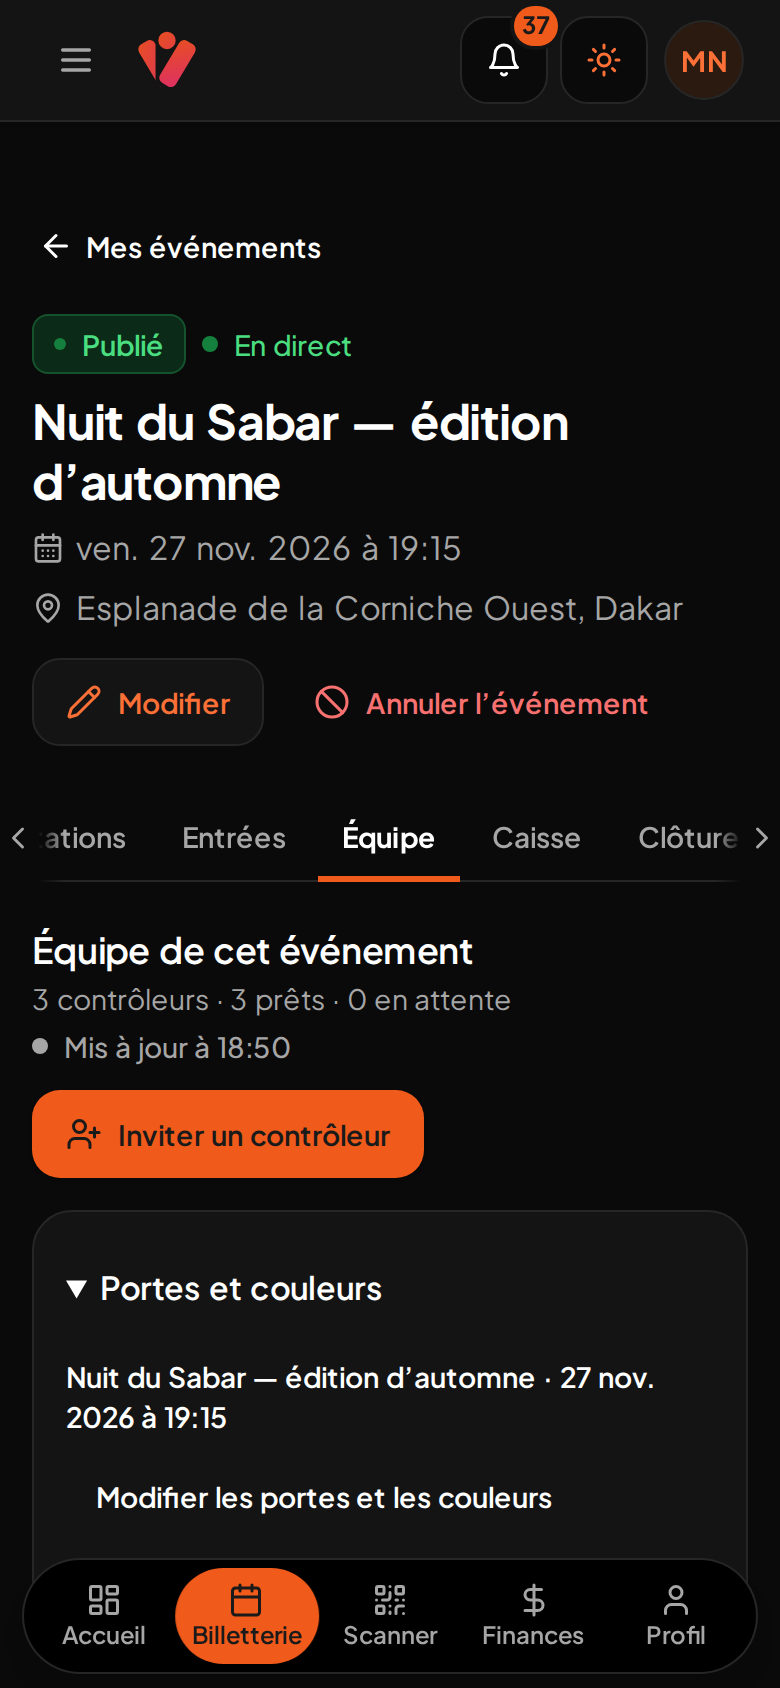 37
MN
Mes événements
Publié
En direct
Nuit du Sabar — édition
d’automne
ven. 27 nov. 2026 à 19:15
Esplanade de la Corniche Ouest, Dakar
Modifier
Annuler l’événement
ations Entrées Équipe Caisse Clôture
Équipe de cet événement
3 contrôleurs · 3 prêts · 0 en attente
Mis à jour à 18:50
Inviter un contrôleur
Portes et couleurs
Nuit du Sabar — édition d’automne · 27 nov.
2026 à 19:15
Modifier les portes et les couleurs
Accueil Billetterie Scanner Finances Profil